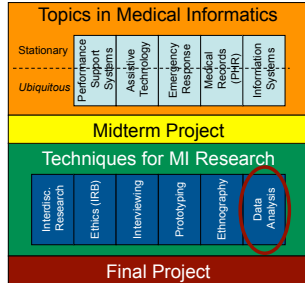 Topics in Medical Informatics
Stationary
Ubiquitous
Performance
Support
Systems
Assistive
Technology
Emergency
Response
Medical
Records
(PHR)
Information
Systems
Midterm Project
Techniques for MI Research
Interdisc.
Research
Ethics (IRB)
Interviewing
Prototyping
Ethnography
Data
Analysis
Final Project